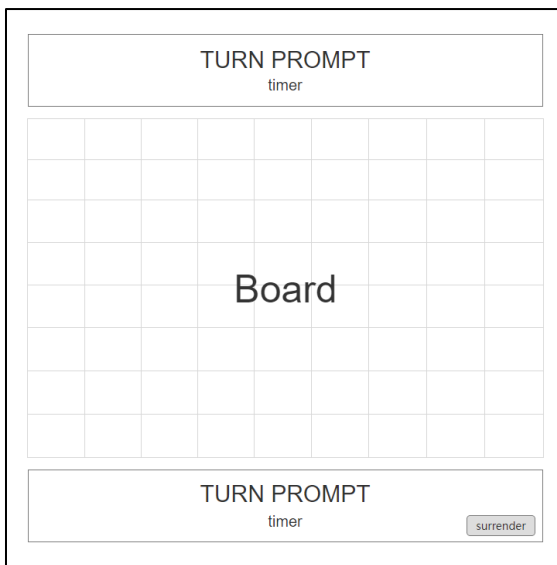 TURN PROMPT
timer
Board
TURN PROMPT
timer
surrender